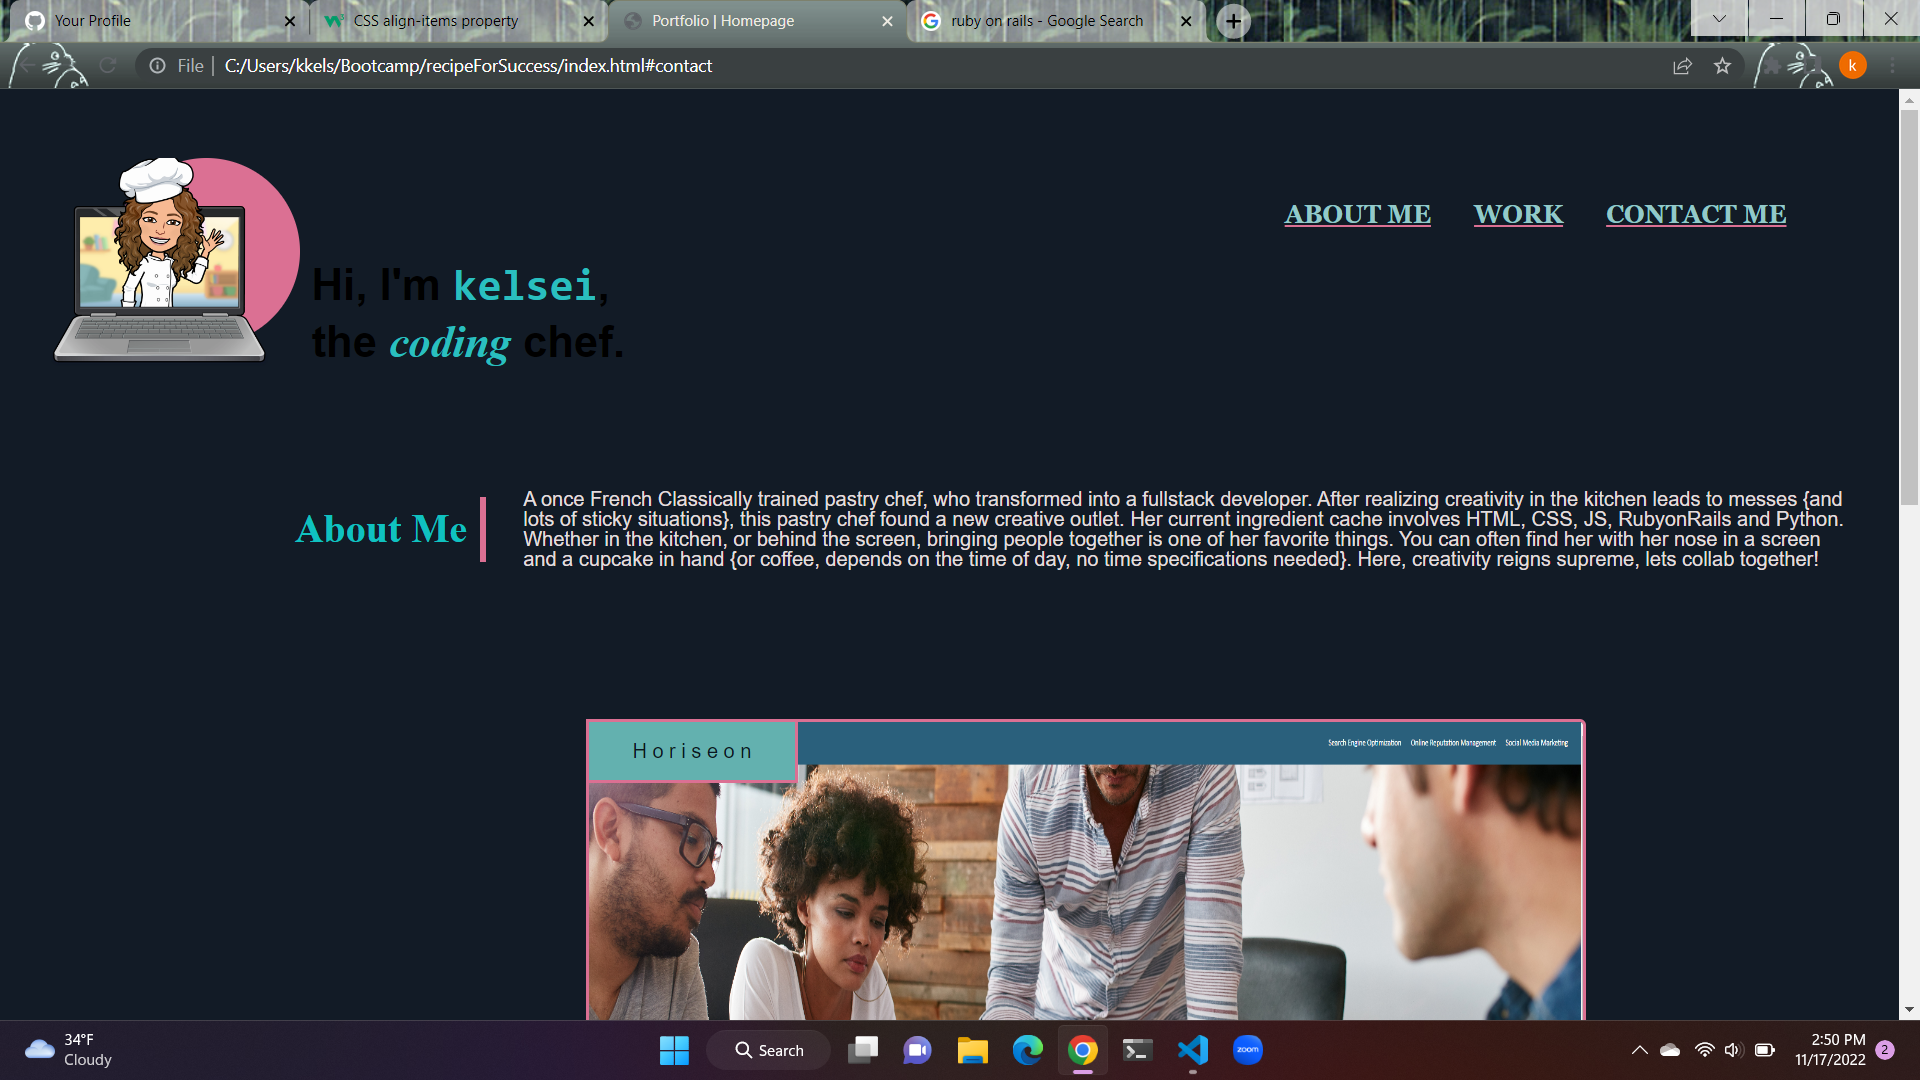 Your Profile
CSS align-items property
Portfolio | Homepage
ruby on rails - Google Search
File
C:/Users/kkels/Bootcamp/recipeForSuccess/index.html#contact
k
ABOUT ME
WORK
CONTACT ME
Hi, I'm kelsei,
the coding chef.
About Me
A once French Classically trained pastry chef, who transformed into a fullstack developer. After realizing creativity in the kitchen leads to messes {and
lots of sticky situations}, this pastry chef found a new creative outlet. Her current ingredient cache involves HTML, CSS, JS, RubyonRails and Python.
Whether in the kitchen, or behind the screen, bringing people together is one of her favorite things. You can often find her with her nose in a screen
and a cupcake in hand {or coffee, depends on the time of day, no time specifications needed}. Here, creativity reigns supreme, lets collab together!
Horiseon
Search Engine Optimization
Online Reputation Management
Social Media Marketing
34°F
Cloudy
Search
zoom
2:50 PM
11/17/2022
2